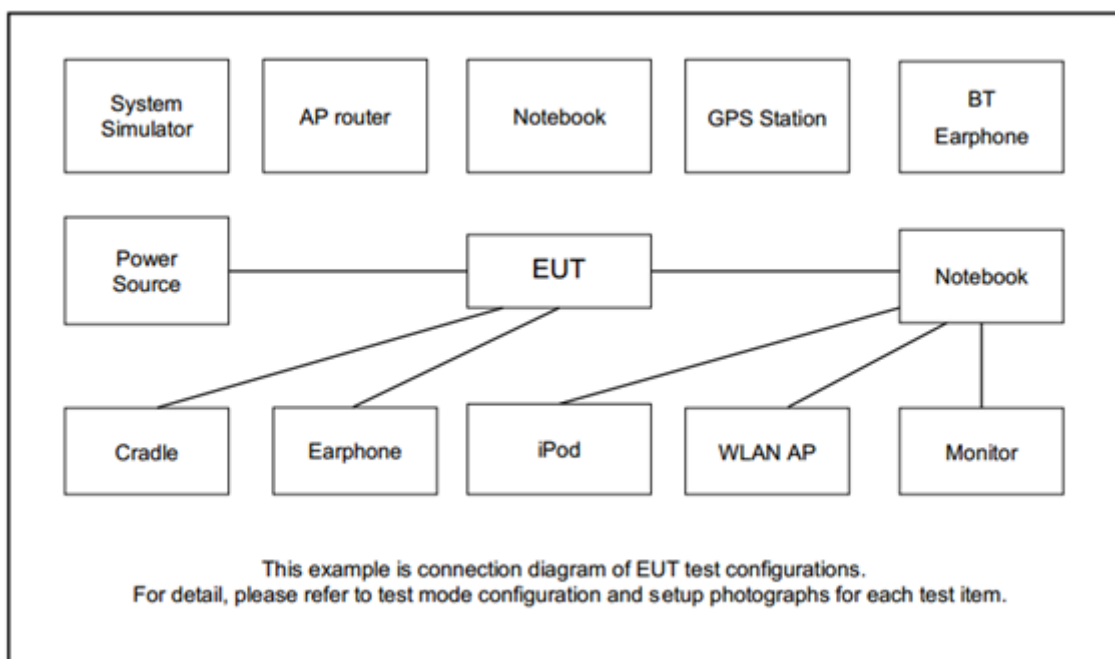 System
Simulator
AP router
Notebook
GPS Station
BT
Earphone
Power
Source
EUT
Notebook
Cradle
Earphone
iPod
WLAN AP
Monitor
This example is connection diagram of EUT test configurations.
For detail, please refer to test mode configuration and setup photographs for each test item.